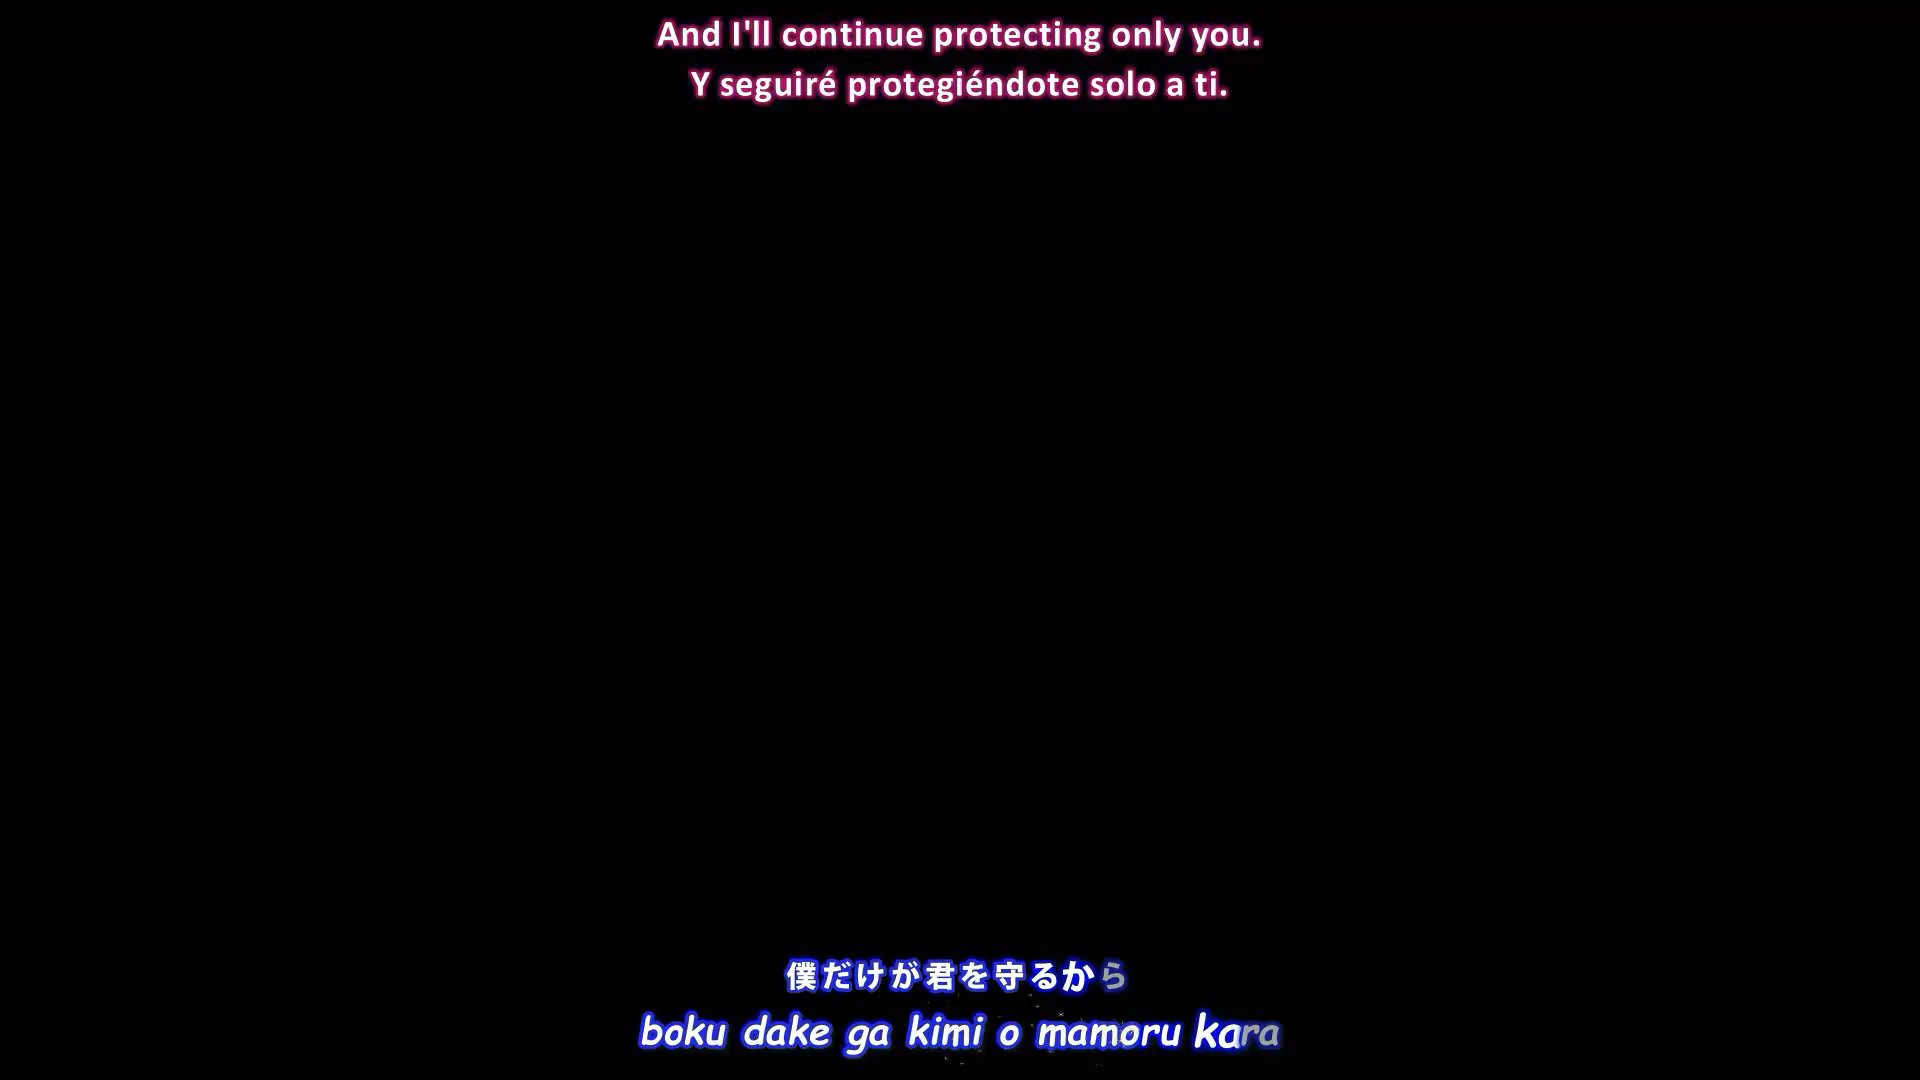 And I'll continue protecting only you.
Y seguiré protegiéndote solo a ti.
僕だけが君を守るから
boku dake ga kimi o mamoru kara